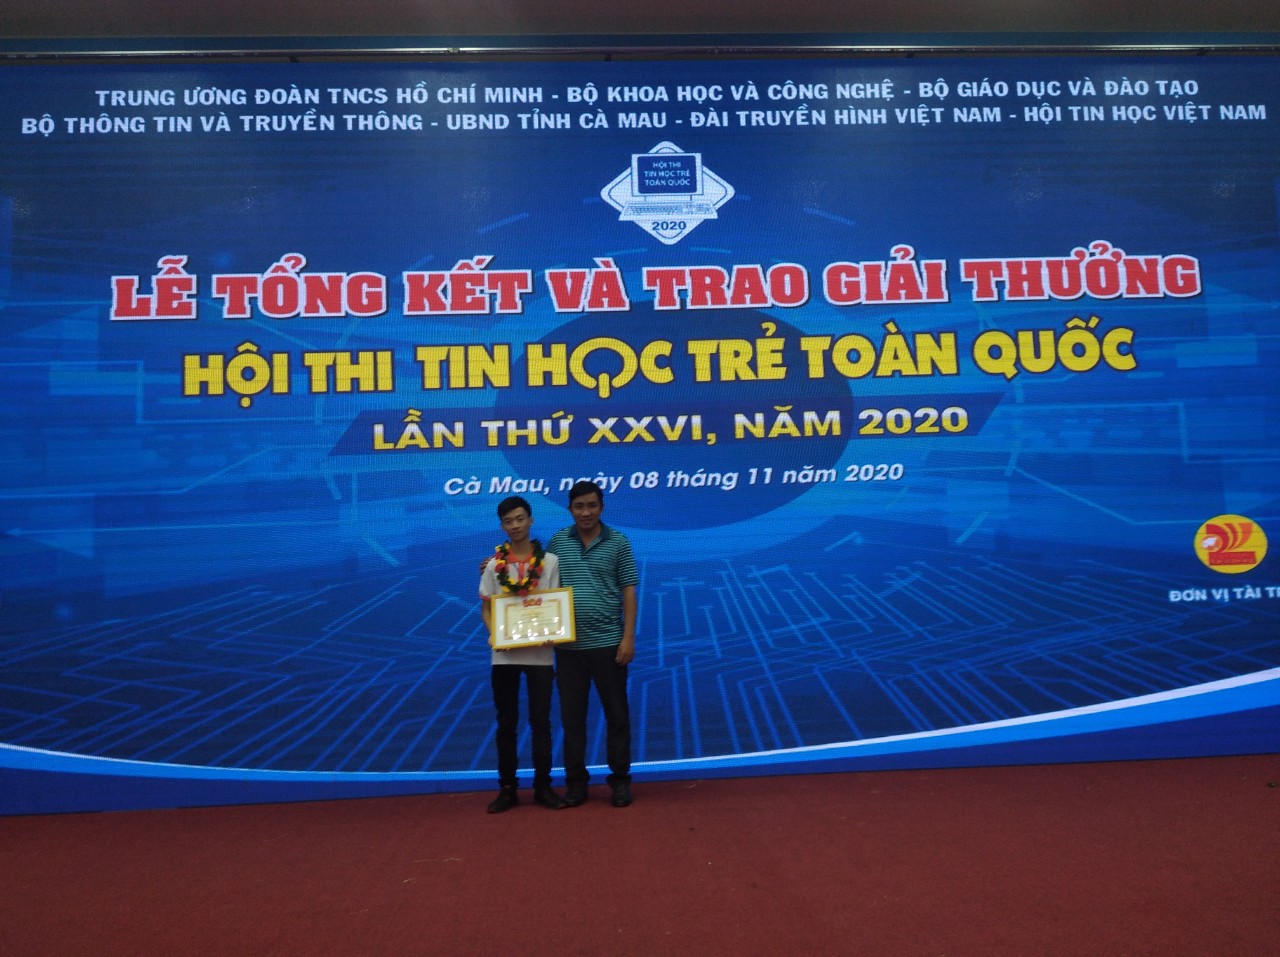 TRUNG ƯƠNG ĐOÀN TNCS HỒ CHÍ MINH - BỘ KHOA HỌC VÀ CÔNG NGHỆ - BỘ GIÁO DỤC VÀ ĐÀO TẠO
BỘ THÔNG TIN VÀ TRUYỀN THÔNG - UBND TỈNH CÀ MAU - ĐÀI TRUYỀN HÌNH VIỆT NAM - HỘI TIN HỌC VIỆT NAM
HỘI THI
TIN HỌC TRẺ
TOÀN QUỐC
2020
LỄ TỔNG KẾT VÀ TRAO GIẢI THƯỞNG
HỘI THI TIN HỌC TRẺ TOÀN QUỐC
LẦN THỨ XXVI, NĂM 2020
Cà Mau, ngày 08 tháng 11 năm 2020
ĐƠN VỊ TÀI TR